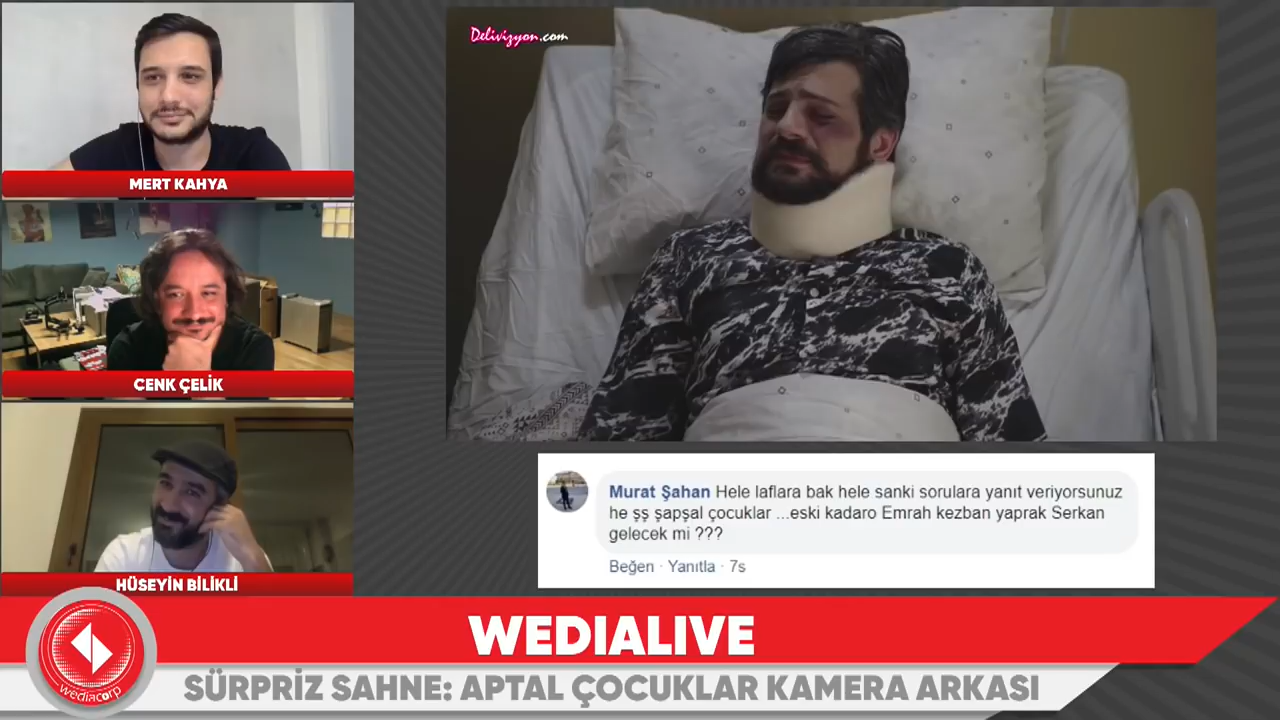 Delivizyon.com
MERT KAHYA
CENK ÇELİK
HÜSEYİN BİLİKLİ
Murat Şahan Hele laflara bak hele sanki sorulara yanıt veriyorsunuz
he şş şapşal çocuklar ...eski kadaro Emrah kezban yaprak Serkan
gelecek mi ???
Beğen · Yanıtla · 7s
WEDIALIVE
wediacorp
SÜRPRİZ SAHNE: APTAL ÇOCUKLAR KAMERA ARKASI